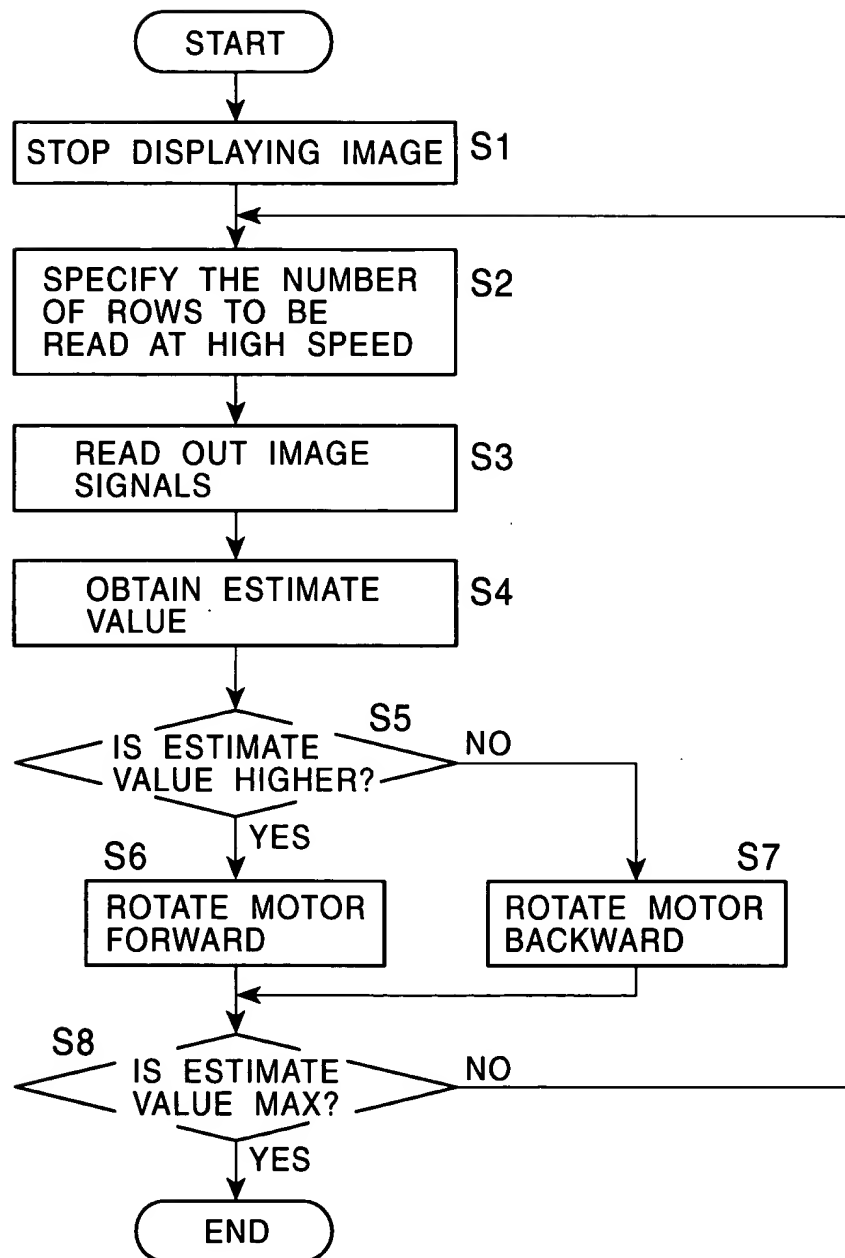 START
STOP DISPLAYING IMAGE S1
SPECIFY THE NUMBER
OF ROWS TO BE
READ AT HIGH SPEED
S2
READ OUT IMAGE
SIGNALS
S3
OBTAIN ESTIMATE
VALUE
S4
S5
IS ESTIMATE
VALUE HIGHER?
NO
YES
S6
ROTATE MOTOR
FORWARD
S7
ROTATE MOTOR
BACKWARD
S8
IS ESTIMATE
VALUE MAX?
NO
YES
END